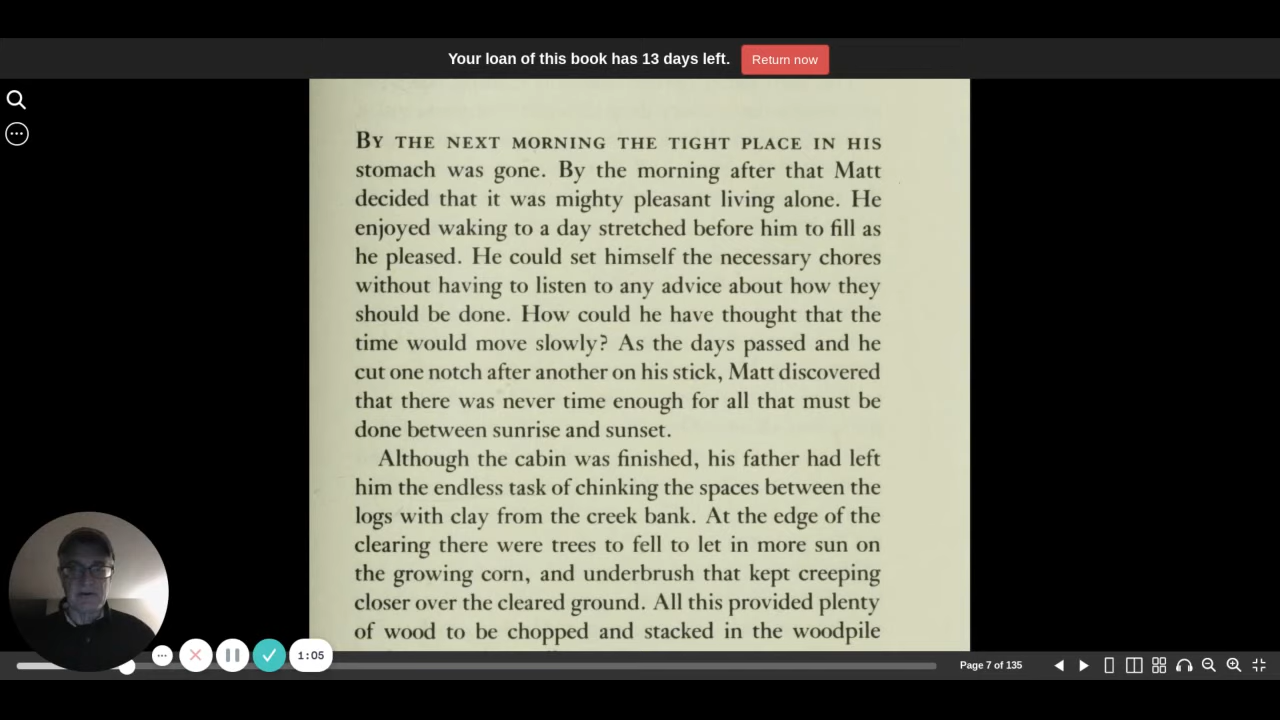 Your loan of this book has 13 days left. Return now
BY THE NEXT MORNING THE TIGHT PLACE IN HIS
stomach was gone. By the morning after that Matt
decided that it was mighty pleasant living alone. He
enjoyed waking to a day stretched before him to fill as
he pleased. He could set himself the necessary chores
without having to listen to any advice about how they
should be done. How could he have thought that the
time would move slowly? As the days passed and he
cut one notch after another on his stick, Matt discovered
that there was never time enough for all that must be
done between sunrise and sunset.
Although the cabin was finished, his father had left
him the endless task of chinking the spaces between the
logs with clay from the creek bank. At the edge of the
clearing there were trees to fell to let in more sun on
the growing corn, and underbrush that kept creeping
closer over the cleared ground. All this provided plenty
of wood to be chopped and stacked in the woodpile
1:05
Page 7 of 135